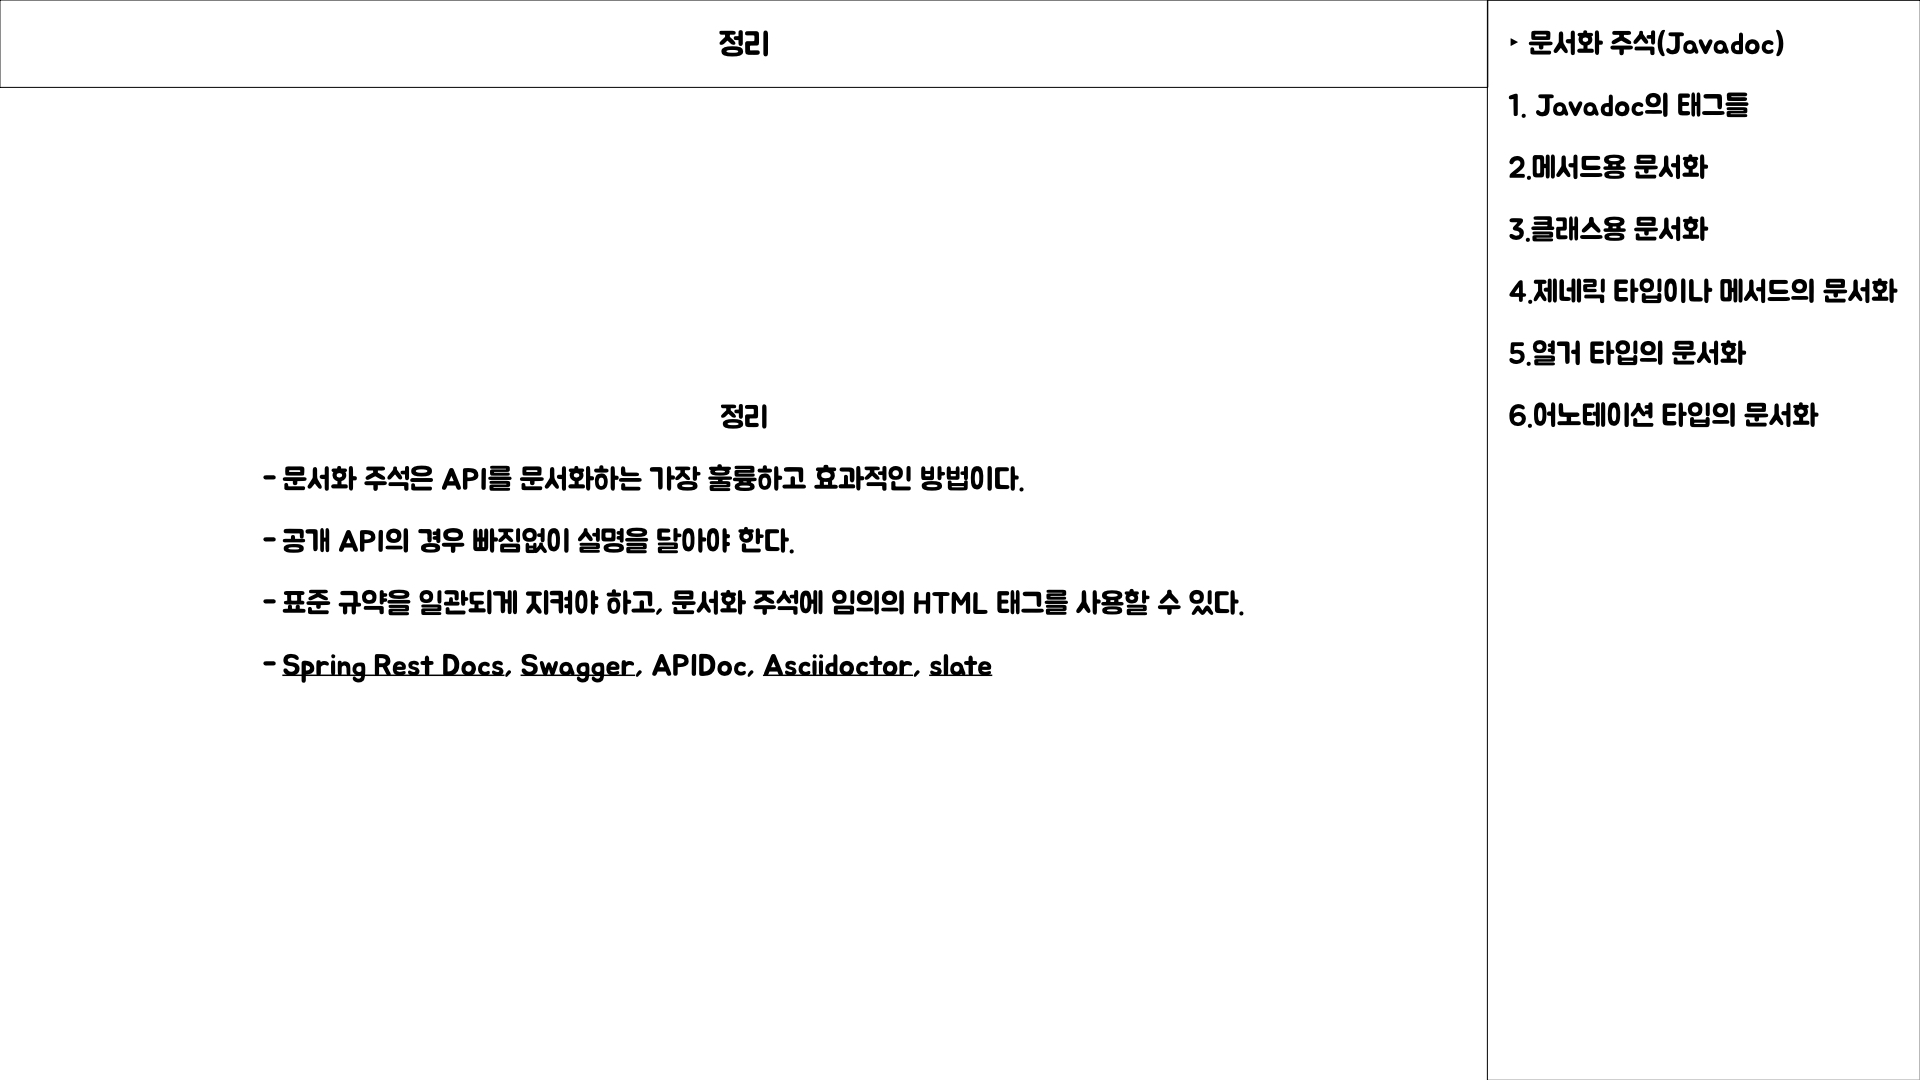 정리
정리
- 문서화 주석은 API를 문서화하는 가장 훌륭하고 효과적인 방법이다.
- 공개 API의 경우 빠짐없이 설명을 달아야 한다.
- 표준 규약을 일관되게 지켜야 하고, 문서화 주석에 임의의 HTML 태그를 사용할 수 있다.
- Spring Rest Docs, Swagger, APIDoc, Asciidoctor, slate
‣ 문서화 주석(Javadoc)
1. Javadoc의 태그들
2.메서드용 문서화
3.클래스용 문서화
4.제네릭 타입이나 메서드의 문서화
5.열거 타입의 문서화
6.어노테이션 타입의 문서화